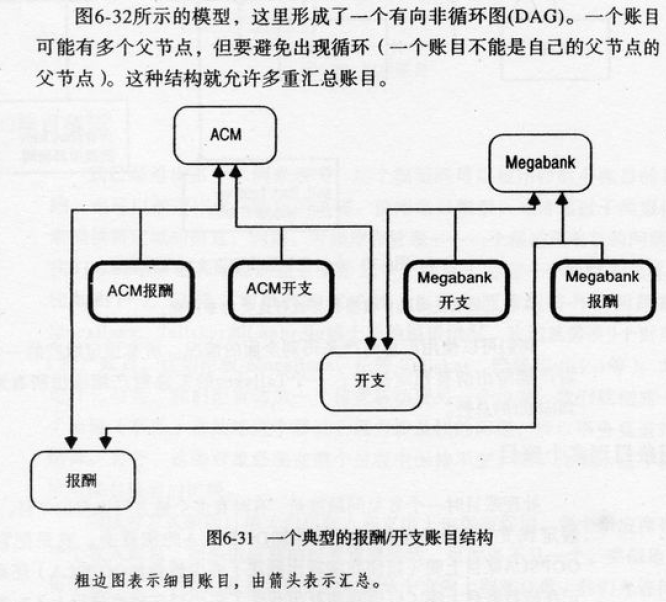 图6-32所示的模型，这里形成了一个有向非循环图(DAG)。一个账目
可能有多个父节点，但要避免出现循环（一个账目不能是自己的父节点的
父节点）。这种结构就允许多重汇总账目。
ACM
Megabank
ACM报酬
ACM开支
Megabank
开支
Megabank
报酬
开支
报酬
图6-31 一个典型的报酬/开支账目结构
粗边图表示细目账目，由箭头表示汇总。